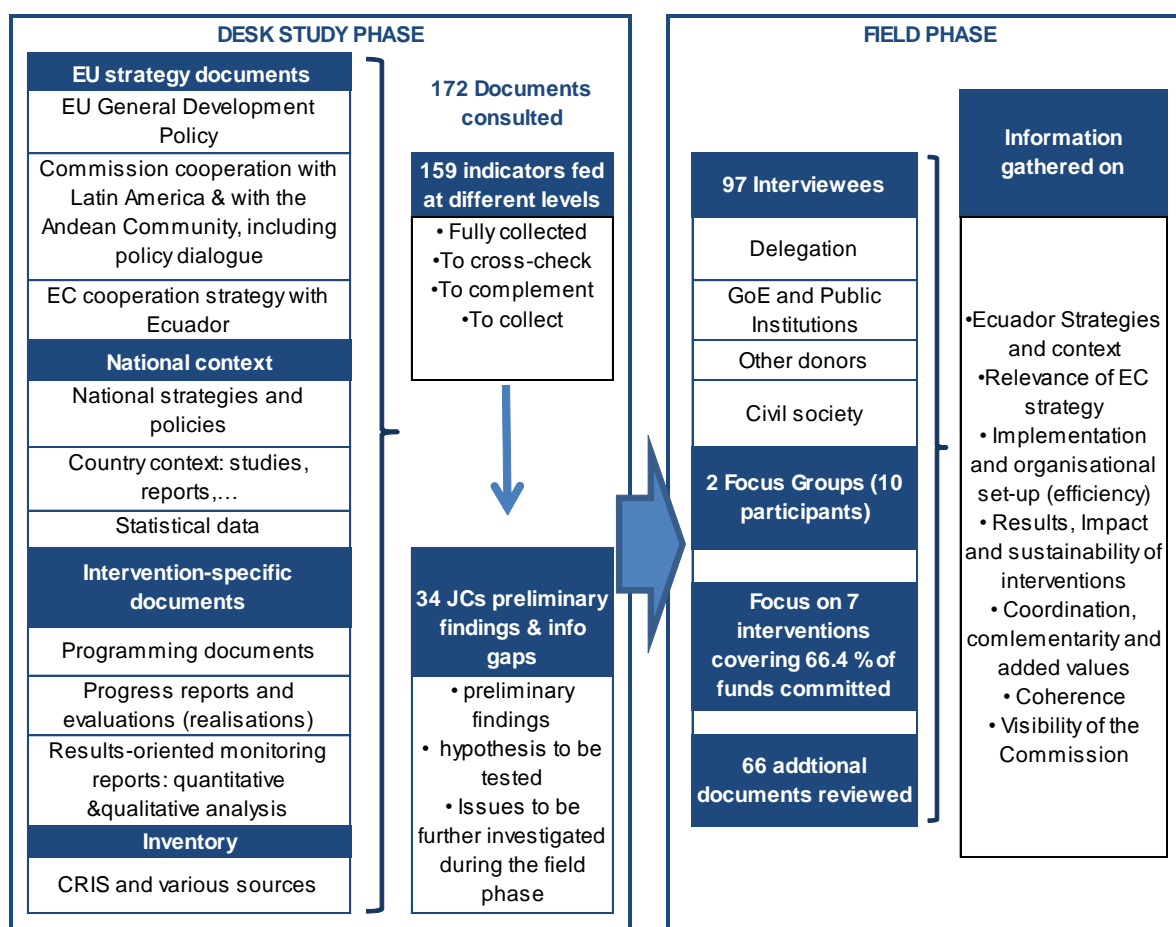 DESK STUDY PHASE
EU strategy documents
EU General Development
Policy
Commission cooperation with
Latin America & with the
Andean Community, including
policy dialogue
EC cooperation strategy with
Ecuador
National context
National strategies and
policies
Country context: studies,
reports,...
Statistical data
Intervention-specific
documents
Programming documents
Progress reports and
evaluations (realisations)
Results-oriented monitoring
reports: quantitative
&qualitative analysis
Inventory
CRIS and various sources
172 Documents
consulted
159 indicators fed
at different levels
• Fully collected
•To cross-check
•To complement
•To collect
34 JCs preliminary
findings & info
gaps
• preliminary
findings
• hypothesis to be
tested
• Issues to be
further investigated
during the field
phase
FIELD PHASE
97 Interviewees
Delegation
GoE and Public
Institutions
Other donors
Civil society
2 Focus Groups (10
participants)
Focus on 7
interventions
covering 66.4 % of
funds committed
66 addtional
documents reviewed
Information
gathered on
•Ecuador Strategies
and context
•Relevance of EC
strategy
• Implementation
and organisational
set-up (efficiency)
• Results, Impact
and sustainability of
interventions
• Coordination,
comlementarity and
added values
• Coherence
• Visibility of the
Commission